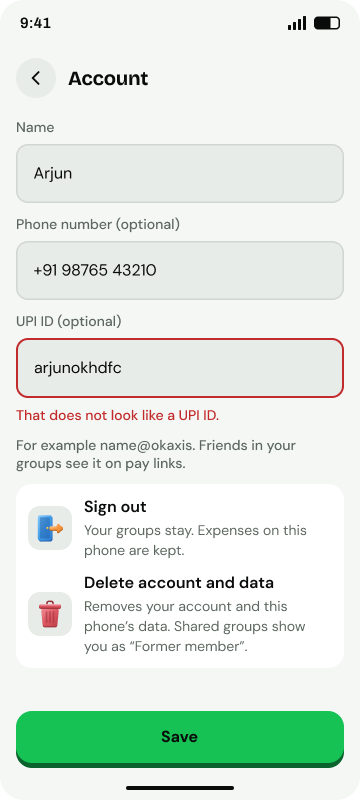 9:41
Account
Name
Arjun
Phone number (optional)
+91 98765 43210
UPI ID (optional)
arjunokhdfc
That does not look like a UPI ID.
For example name@okaxis. Friends in your
groups see it on pay links.
Sign out
Your groups stay. Expenses on this
phone are kept.
Delete account and data
Removes your account and this
phone’s data. Shared groups show
you as “Former member”.
Save